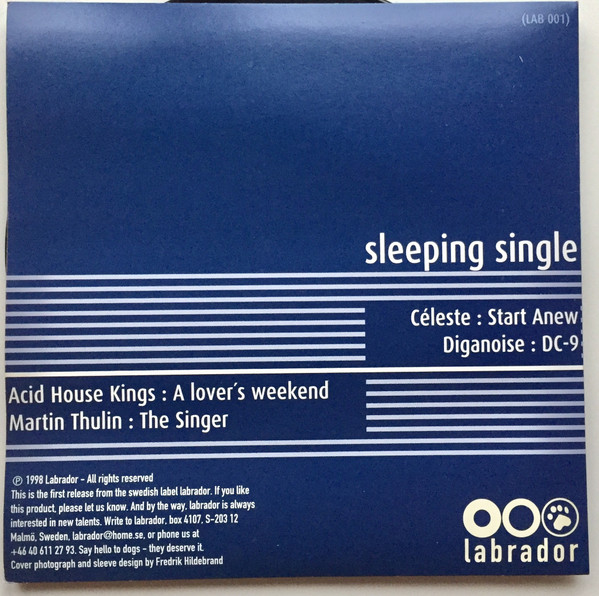 (LAB 001)
sleeping single
Céleste : Start Anew
Diganoise : DC-9
Acid House Kings : A lover´s weekend
Martin Thulin : The Singer
℗ 1998 Labrador - All rights reserved
This is the first release from the swedish label labrador. If you like
this product, please let us know. And by the way, labrador is always
interested in new talents. Write to labrador, box 4107, S-203 12
Malmö, Sweden, labrador@home.se, or phone us at
+46 40 611 27 93. Say hello to dogs - they deserve it.
Cover photograph and sleeve design by Fredrik Hildebrand
labrador